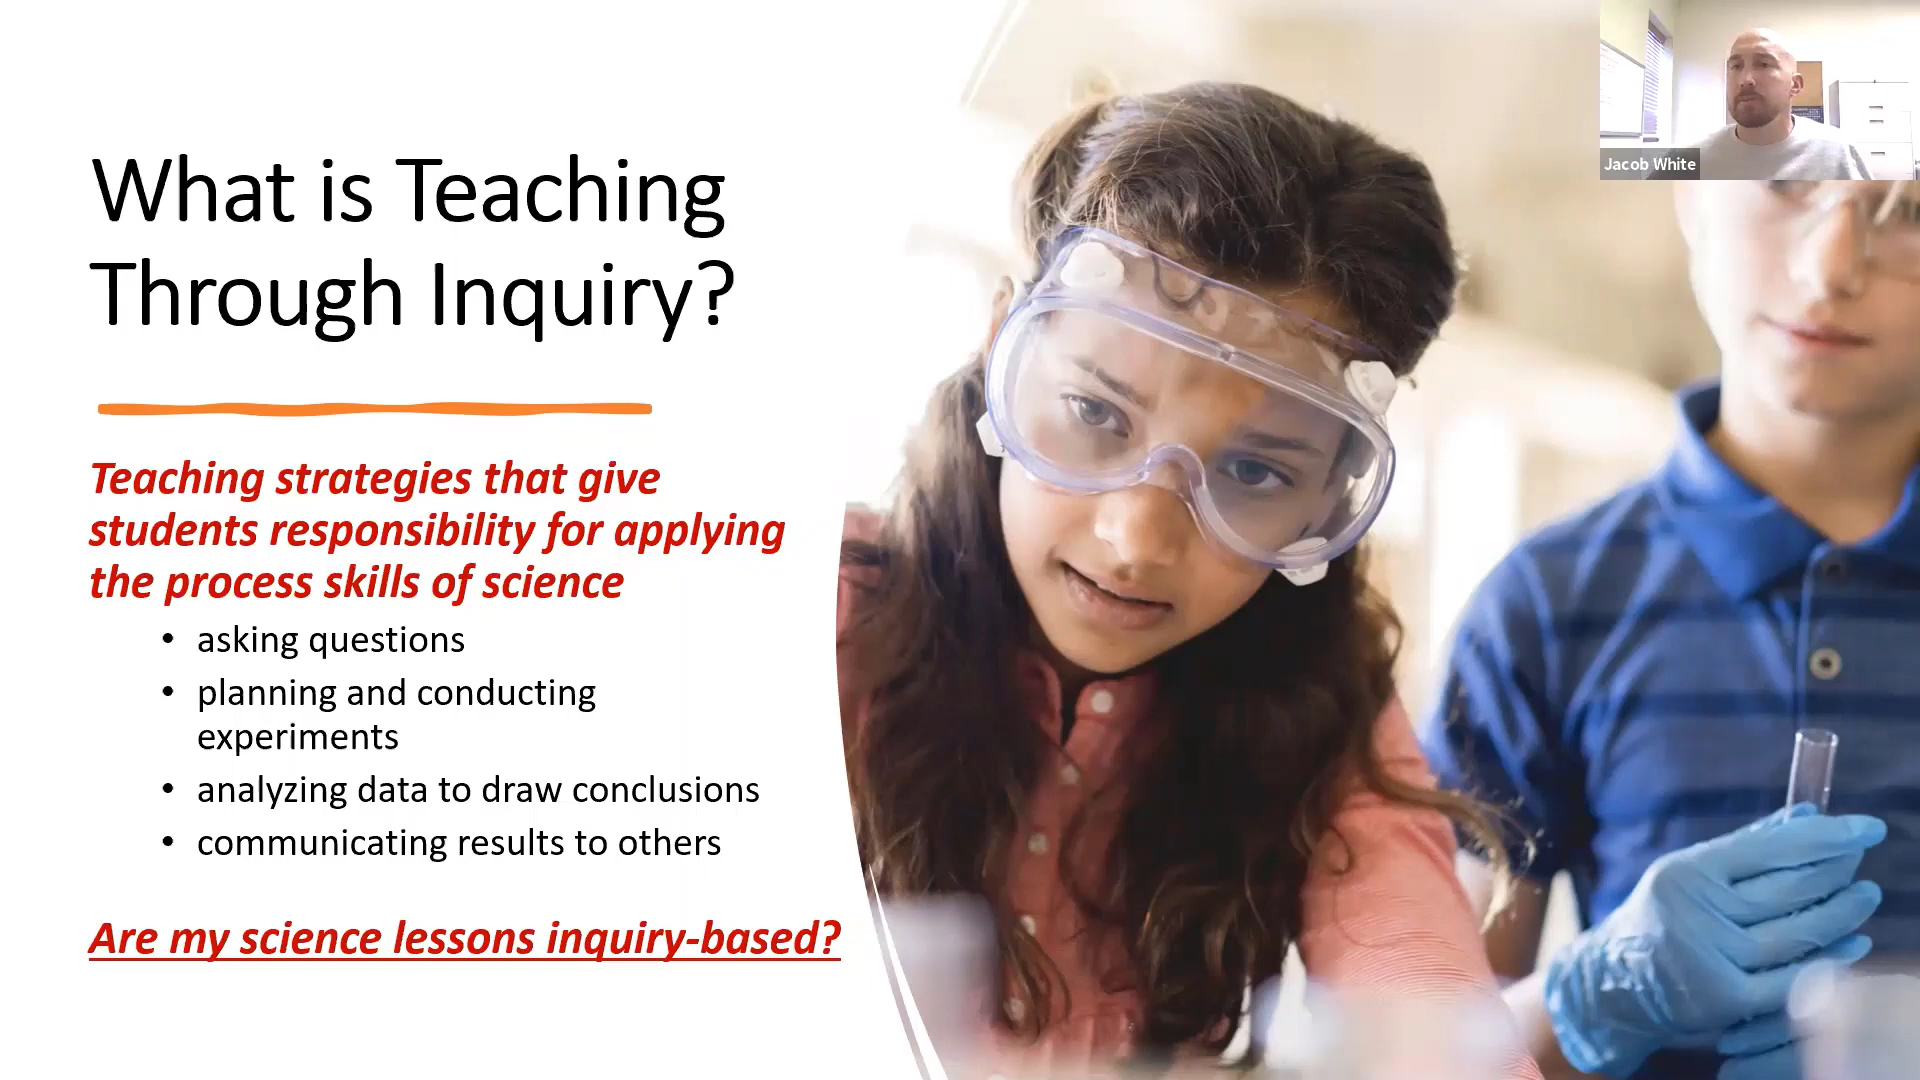 What is Teaching
Through Inquiry?
Teaching strategies that give
students responsibility for applying
the process skills of science
• asking questions
• planning and conducting
experiments
• analyzing data to draw conclusions
• communicating results to others
Are my science lessons inquiry-based?
Jacob White